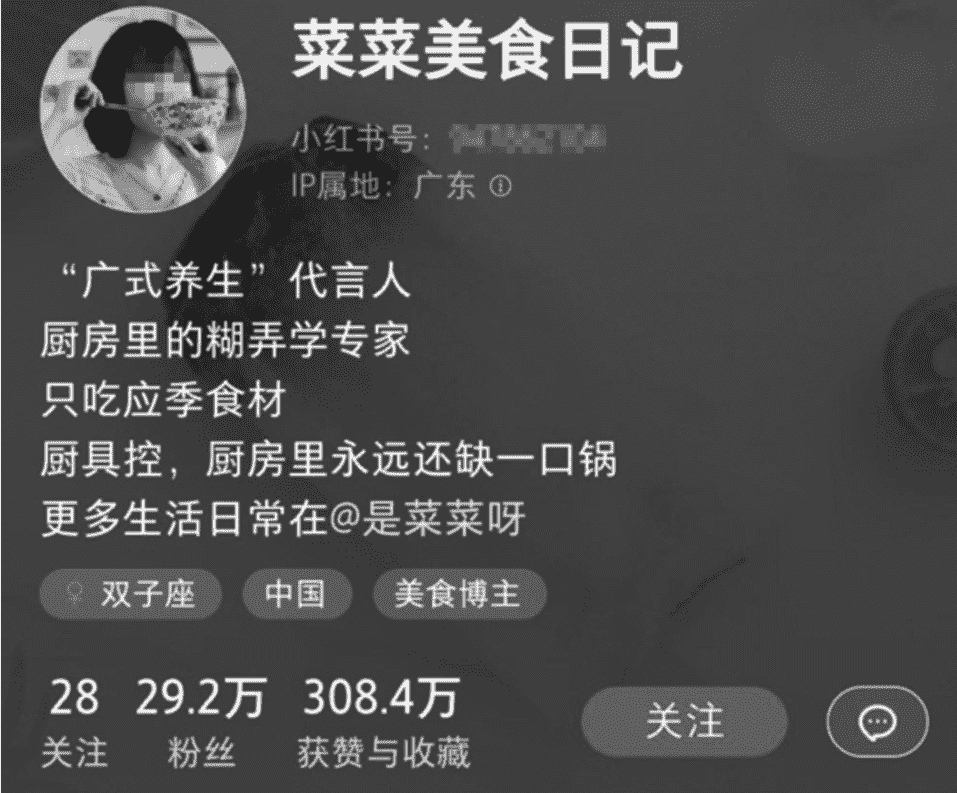 菜菜美食日记
小红书号：
IP属地：广东
“广式养生”代言人
厨房里的糊弄学专家
只吃应季食材
厨具控，厨房里永远还缺一口锅
更多生活日常在@是菜菜呀
双子座 中国 美食博主
28 29.2万 308.4万
关注 粉丝 获赞与收藏 关注